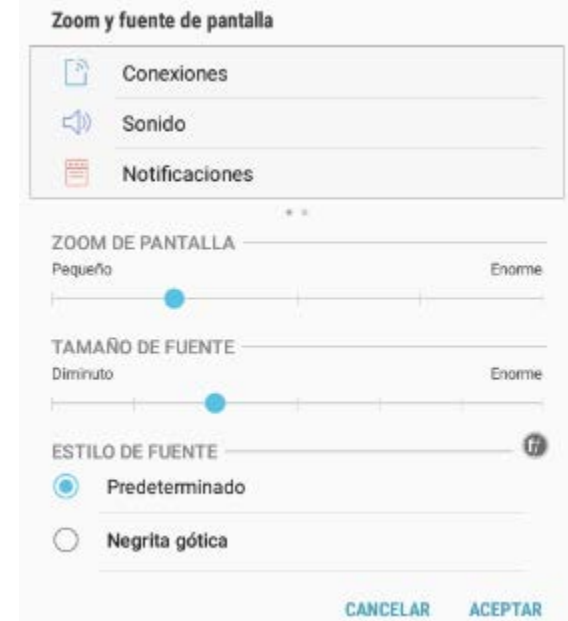 Zoom y fuente de pantalla
Conexiones
Sonido
Notificaciones
ZOOM DE PANTALLA
Pequeño Enorme
TAMAÑO DE FUENTE
Diminuto Enorme
ESTILO DE FUENTE
Predeterminado
Negrita gótica
CANCELAR ACEPTAR